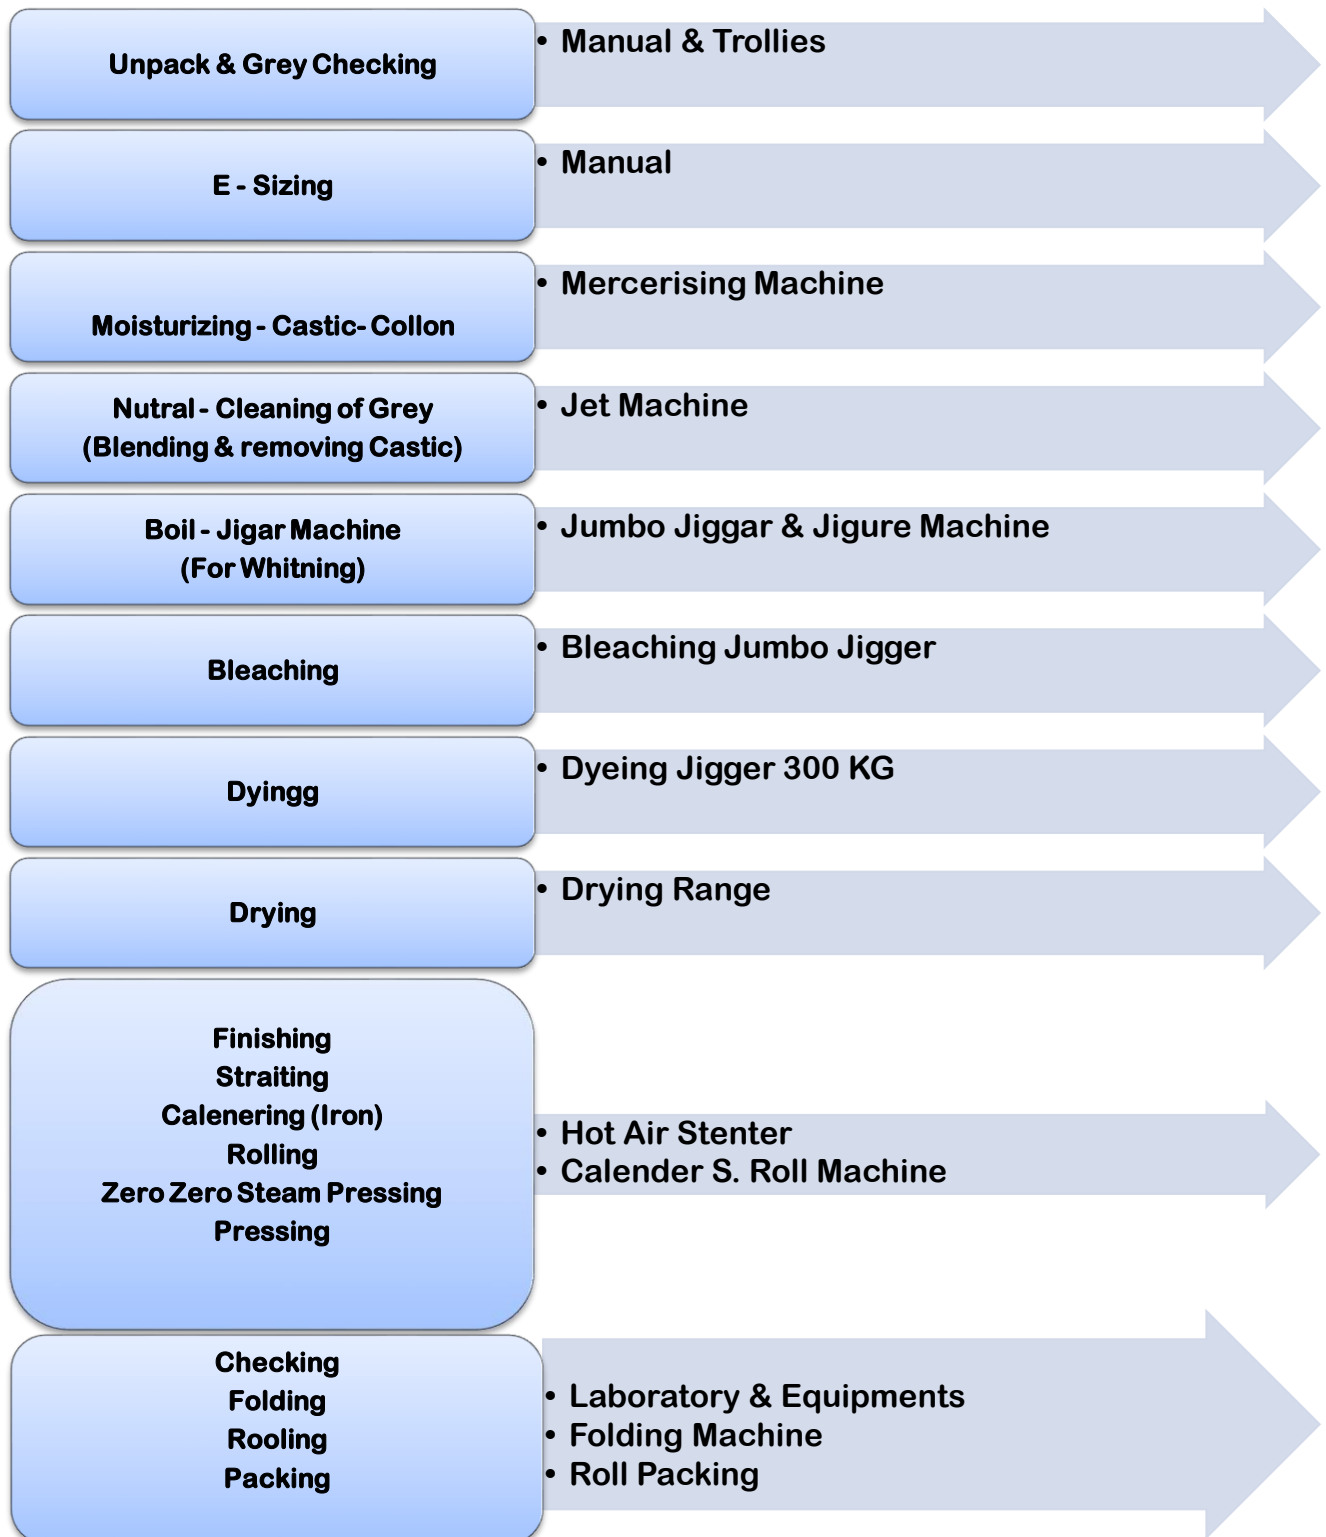 Unpack & Grey Checking
• Manual & Trollies
E - Sizing
• Manual
Moisturizing - Castic- Collon
• Mercerising Machine
Nutral - Cleaning of Grey
(Blending & removing Castic)
• Jet Machine
Boil - Jigar Machine
(For Whitning)
• Jumbo Jiggar & Jigure Machine
Bleaching
• Bleaching Jumbo Jigger
Dyingg
• Dyeing Jigger 300 KG
Drying
• Drying Range
Finishing
Straiting
Calenering (Iron)
Rolling
Zero Zero Steam Pressing
Pressing
• Hot Air Stenter
• Calender S. Roll Machine
Checking
Folding
Rooling
Packing
• Laboratory & Equipments
• Folding Machine
• Roll Packing